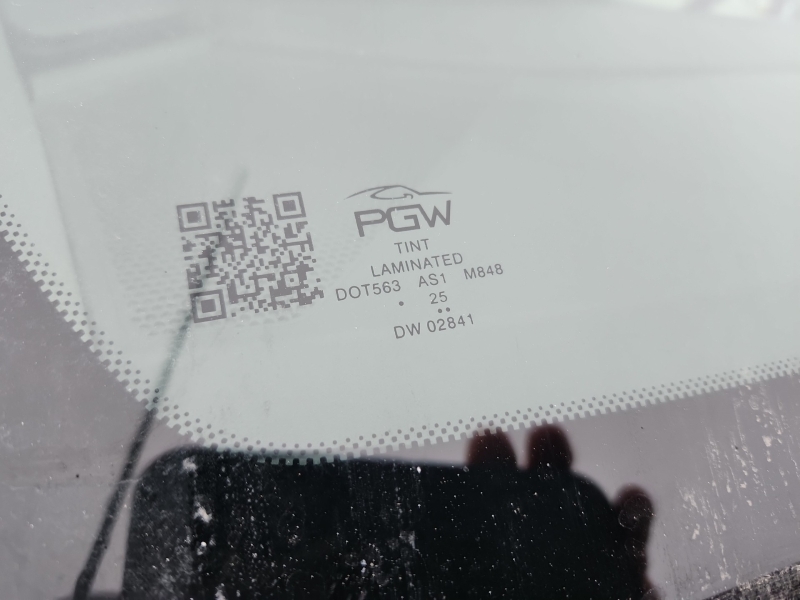 PGW
TINT
LAMINATED
DOT563 AS1 M848
. 25
..
DW 02841